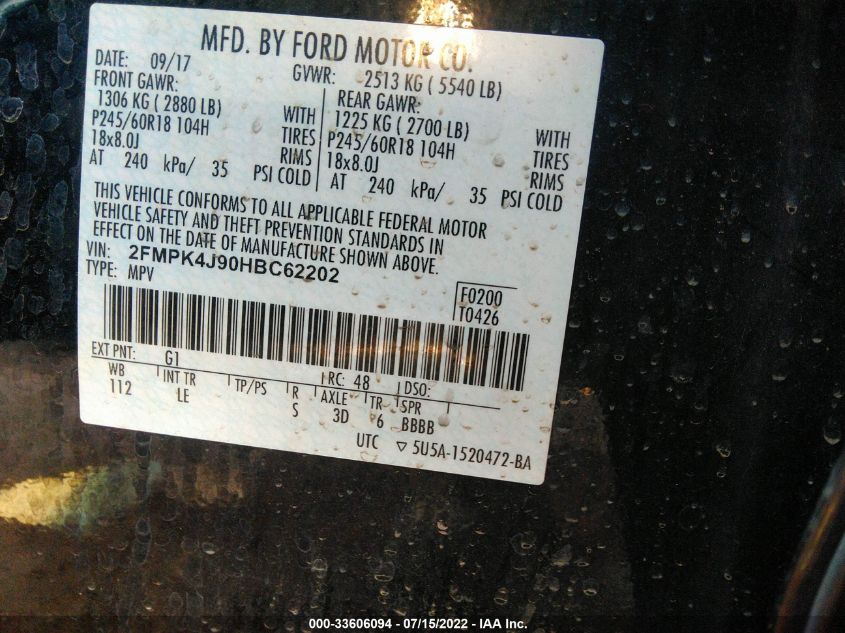 MFD. BY FORD MOTOR CO.
DATE: 09/17 GVWR: 2513 KG ( 5540 LB)
FRONT GAWR: REAR GAWR:
1306 KG ( 2880 LB) WITH 1225 KG ( 2700 LB) WITH
P245/60R18 104H TIRES P245/60R18 104H TIRES
18x8.0J RIMS 18x8.0J RIMS
AT 240 kPa/ 35 PSI COLD AT 240 kPa/ 35 PSI COLD
THIS VEHICLE CONFORMS TO ALL APPLICABLE FEDERAL MOTOR
VEHICLE SAFETY AND THEFT PREVENTION STANDARDS IN
EFFECT ON THE DATE OF MANUFACTURE SHOWN ABOVE.
VIN: 2FMPK4J90HBC62202
TYPE: MPV
F0200
T0426
EXT PNT: G1 RC: 48 DSO:
WB INT TR TP/PS R AXLE TR SPR
112 LE S 3D 6 BBBB
UTC ▽ 5U5A-1520472-BA
000-33606094 - 07/15/2022 - IAA Inc.